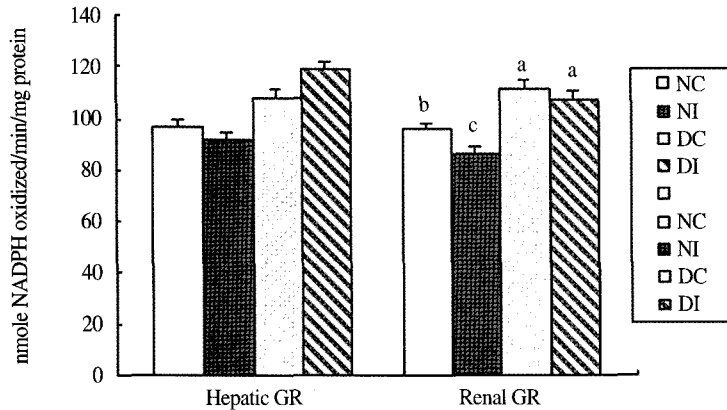 nmole NADPH oxidized/min/mg protein
140
120
100
80
60
40
20
0
b
c
a
a
Hepatic GR
Renal GR
NC
NI
DC
DI
NC
NI
DC
DI